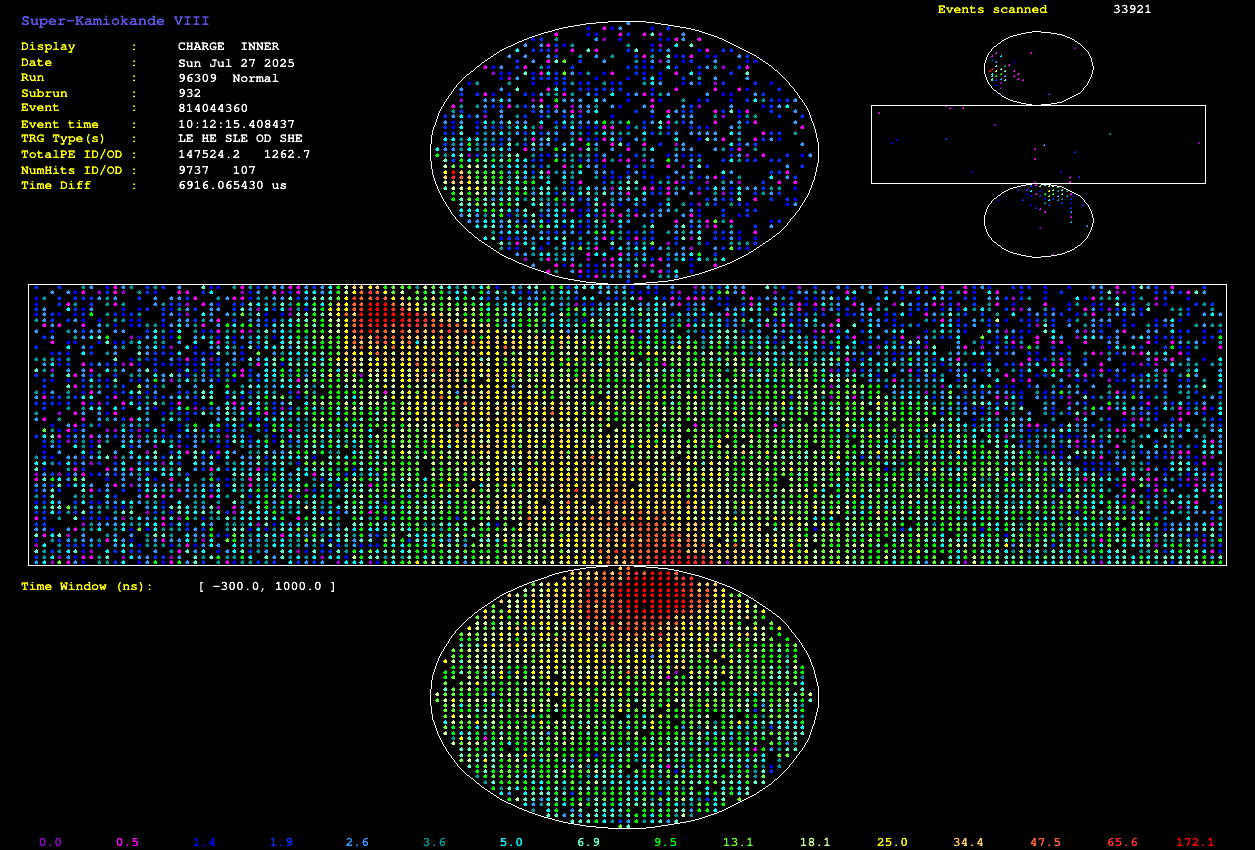 Super-Kamiokande VIII
Display : CHARGE INNER
Date : Sun Jul 27 2025
Run : 96309 Normal
Subrun : 932
Event : 814044360
Event time : 10:12:15.408437
TRG Type(s) : LE HE SLE OD SHE
TotalPE ID/OD : 147524.2 1262.7
NumHits ID/OD : 9737 107
Time Diff : 6916.065430 us
Events scanned 33921
Time Window (ns): [ -300.0, 1000.0 ]
0.0 0.5 1.4 1.9 2.6 3.6 5.0 6.9 9.5 13.1 18.1 25.0 34.4 47.5 65.6 172.1